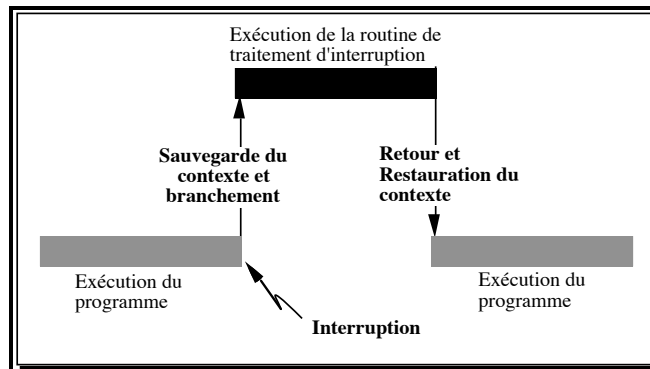 Exécution de la routine de
traitement d'interruption
Sauvegarde du
contexte et
branchement
Retour et
Restauration du
contexte
Exécution du
programme
Interruption
Exécution du
programme